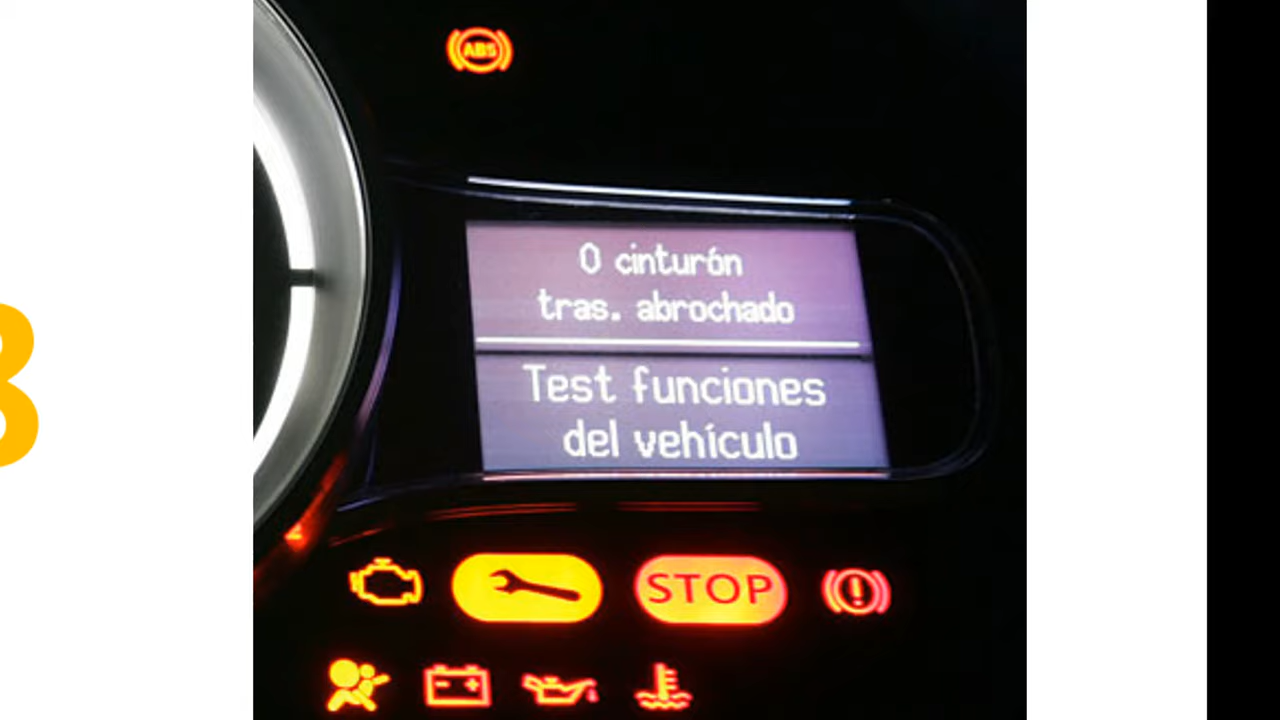 ABS
0 cinturón
tras. abrochado
Test funciones
del vehículo
STOP